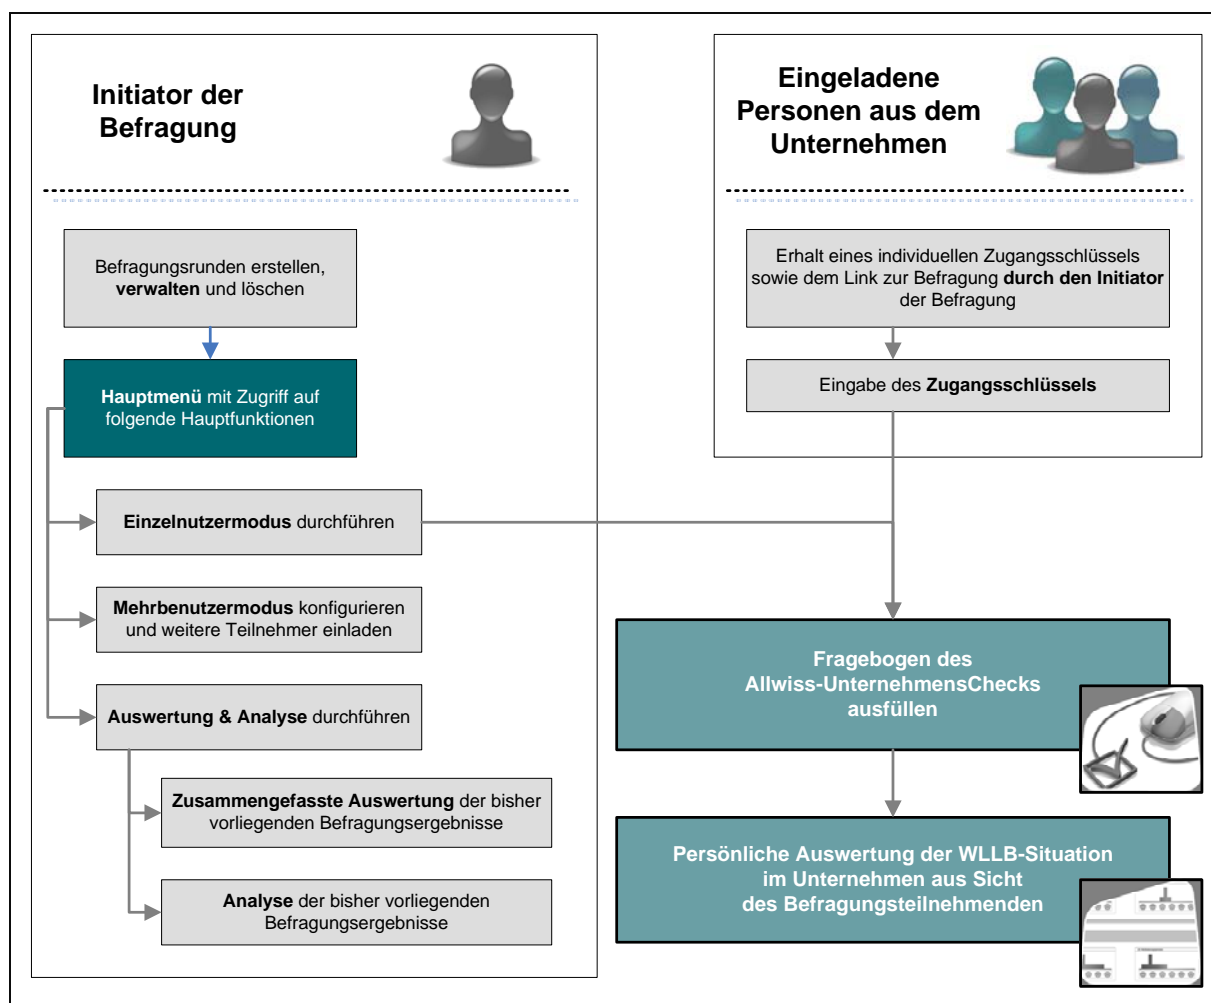 Initiator der
Befragung
Befragungsrunden erstellen,
verwalten und löschen
Hauptmenü mit Zugriff auf
folgende Hauptfunktionen
Einzelnutzermodus durchführen
Mehrbenutzermodus konfigurieren
und weitere Teilnehmer einladen
Auswertung & Analyse durchführen
Zusammengefasste Auswertung der bisher
vorliegenden Befragungsergebnisse
Analyse der bisher vorliegenden
Befragungsergebnisse
Eingeladene
Personen aus dem
Unternehmen
Erhalt eines individuellen Zugangsschlüssels
sowie dem Link zur Befragung durch den Initiator
der Befragung
Eingabe des Zugangsschlüssels
Fragebogen des
Allwiss-UnternehmensChecks
ausfüllen
Persönliche Auswertung der WLLB-Situation
im Unternehmen aus Sicht
des Befragungsteilnehmenden